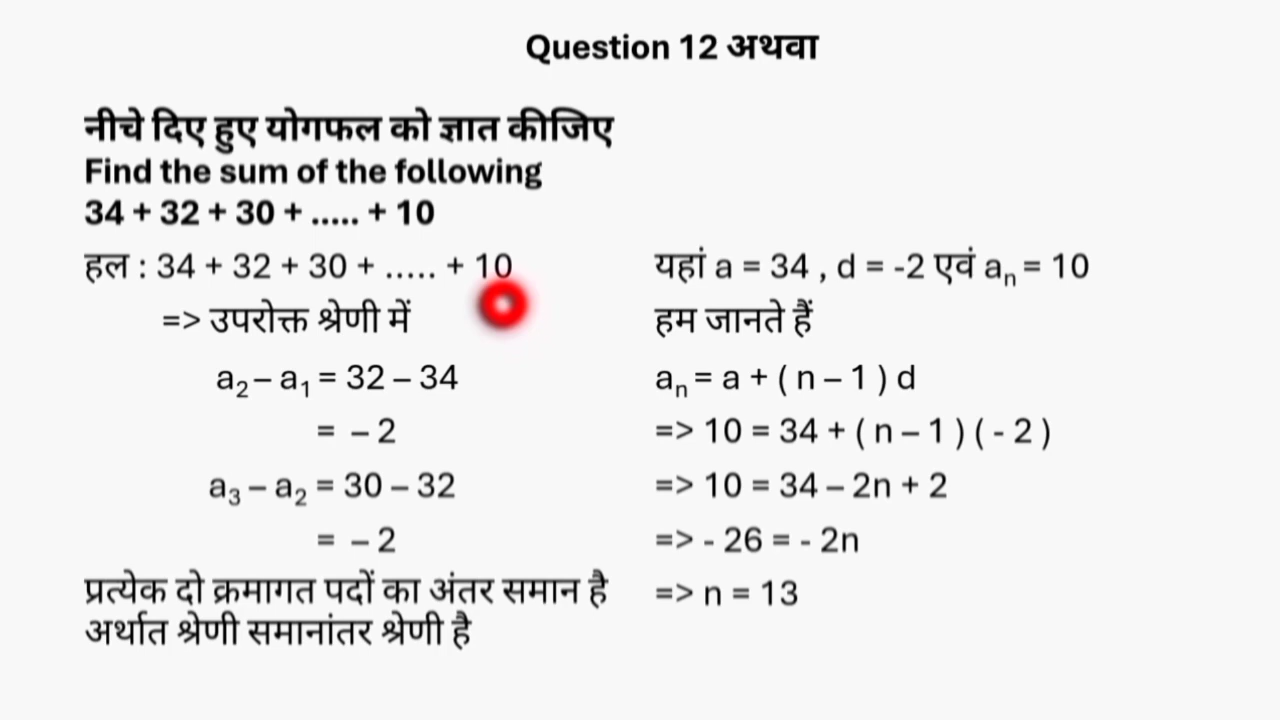 Question 12 अथवा
नीचे दिए हुए योगफल को ज्ञात कीजिए
Find the sum of the following
34 + 32 + 30 + ..... + 10
हल : 34 + 32 + 30 + ..... + 10
=> उपरोक्त श्रेणी में
a₂ – a₁ = 32 – 34
= – 2
a₃ – a₂ = 30 – 32
= – 2
प्रत्येक दो क्रमागत पदों का अंतर समान है
अर्थात श्रेणी समानांतर श्रेणी है
यहां a = 34 , d = -2 एवं aₙ = 10
हम जानते हैं
aₙ = a + ( n – 1 ) d
=> 10 = 34 + ( n – 1 ) ( - 2 )
=> 10 = 34 – 2n + 2
=> - 26 = - 2n
=> n = 13